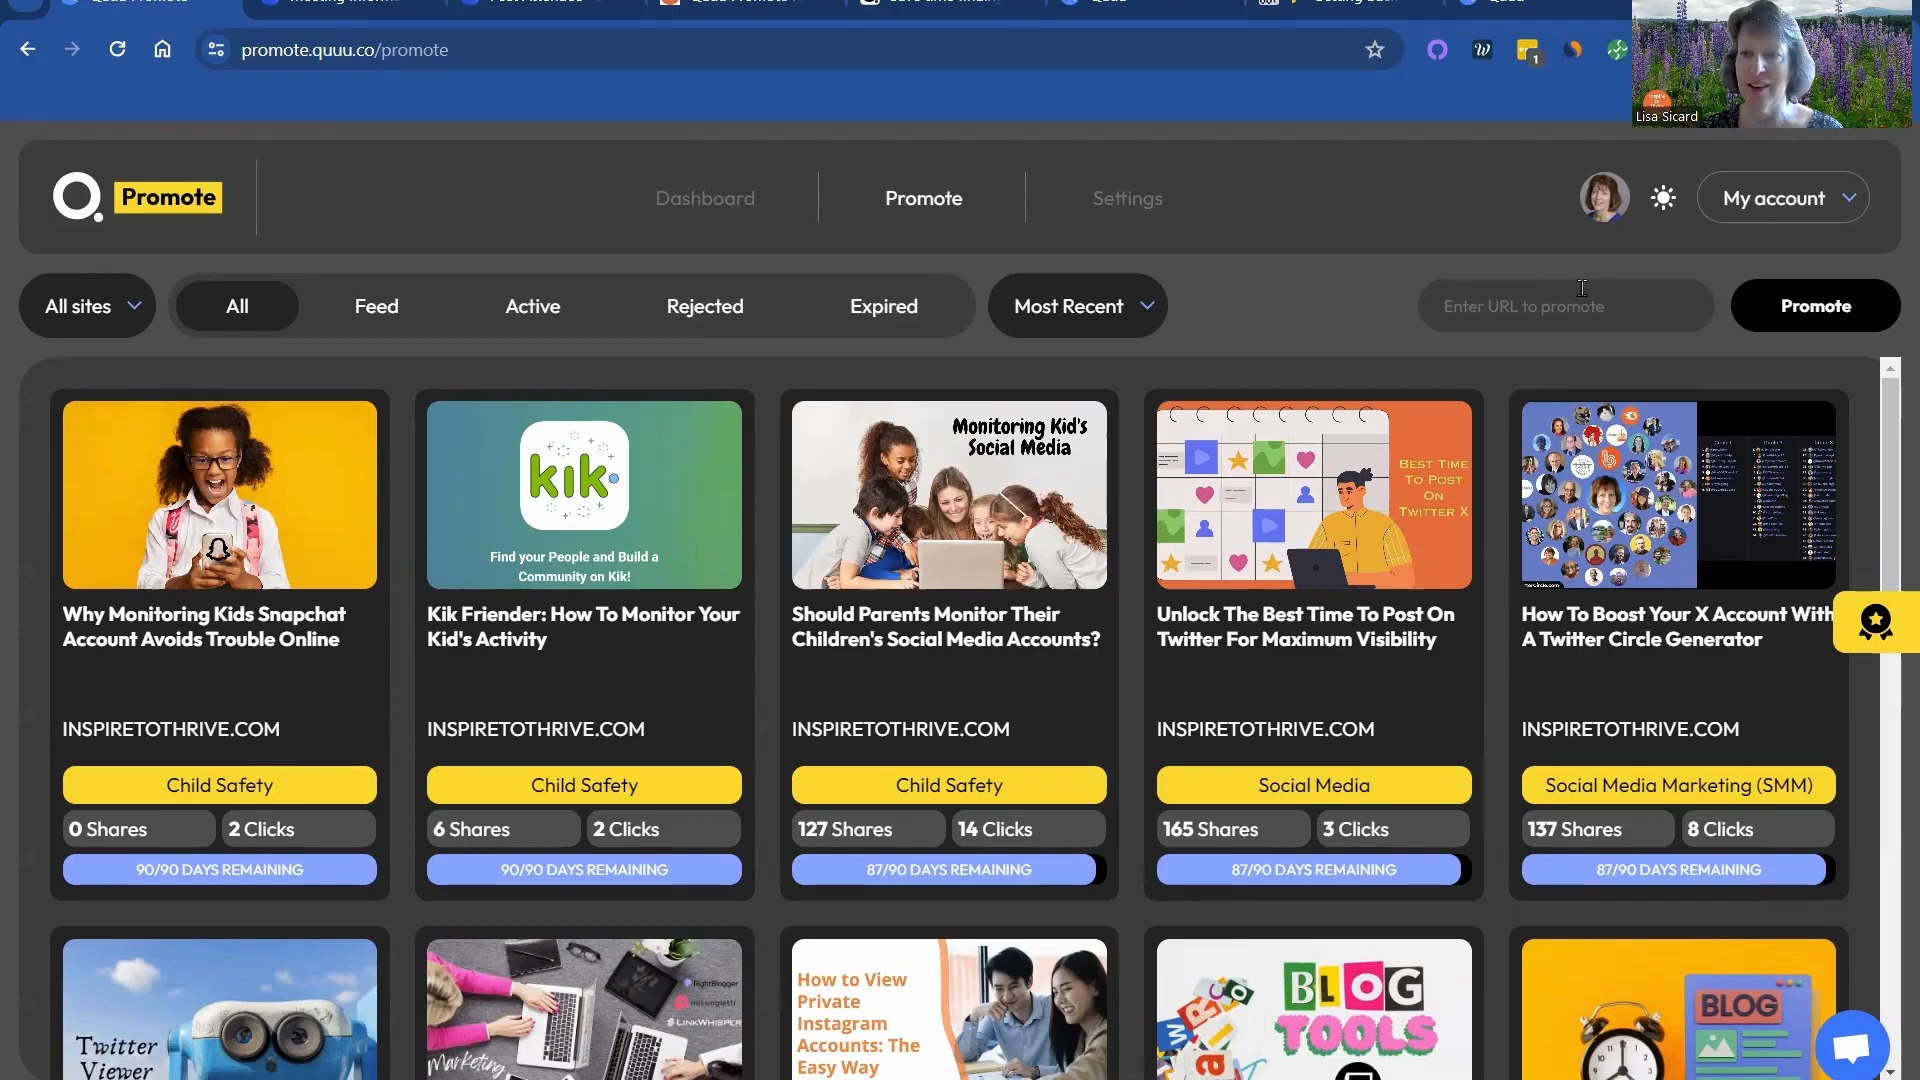 promote.quuu.co/promote
1
Lisa Sicard
Promote
Dashboard
Promote
Settings
My account
All sites
All
Feed
Active
Rejected
Expired
Most Recent
Enter URL to promote
Promote
kik
Find your People and Build a
Community on Kik!
Monitoring Kid's
Social Media
BEST TIME
TO POST
ON
TWITTER X
Why Monitoring Kids Snapchat
Account Avoids Trouble Online
Kik Friender: How To Monitor Your
Kid's Activity
Should Parents Monitor Their
Children's Social Media Accounts?
Unlock The Best Time To Post On
Twitter For Maximum Visibility
How To Boost Your X Account With
A Twitter Circle Generator
INSPIRETOTHRIVE.COM
INSPIRETOTHRIVE.COM
INSPIRETOTHRIVE.COM
INSPIRETOTHRIVE.COM
INSPIRETOTHRIVE.COM
Child Safety
Child Safety
Child Safety
Social Media
Social Media Marketing (SMM)
0 Shares
2 Clicks
6 Shares
2 Clicks
127 Shares
14 Clicks
165 Shares
3 Clicks
137 Shares
8 Clicks
90/90 DAYS REMAINING
90/90 DAYS REMAINING
87/90 DAYS REMAINING
87/90 DAYS REMAINING
87/90 DAYS REMAINING
Twitter
Viewer
RightBlogger
missinglettr
LINKWHISPER
Marketing
How to View
Private
Instagram
Accounts: The
Easy Way
BLOG
TOOLS
BLOG